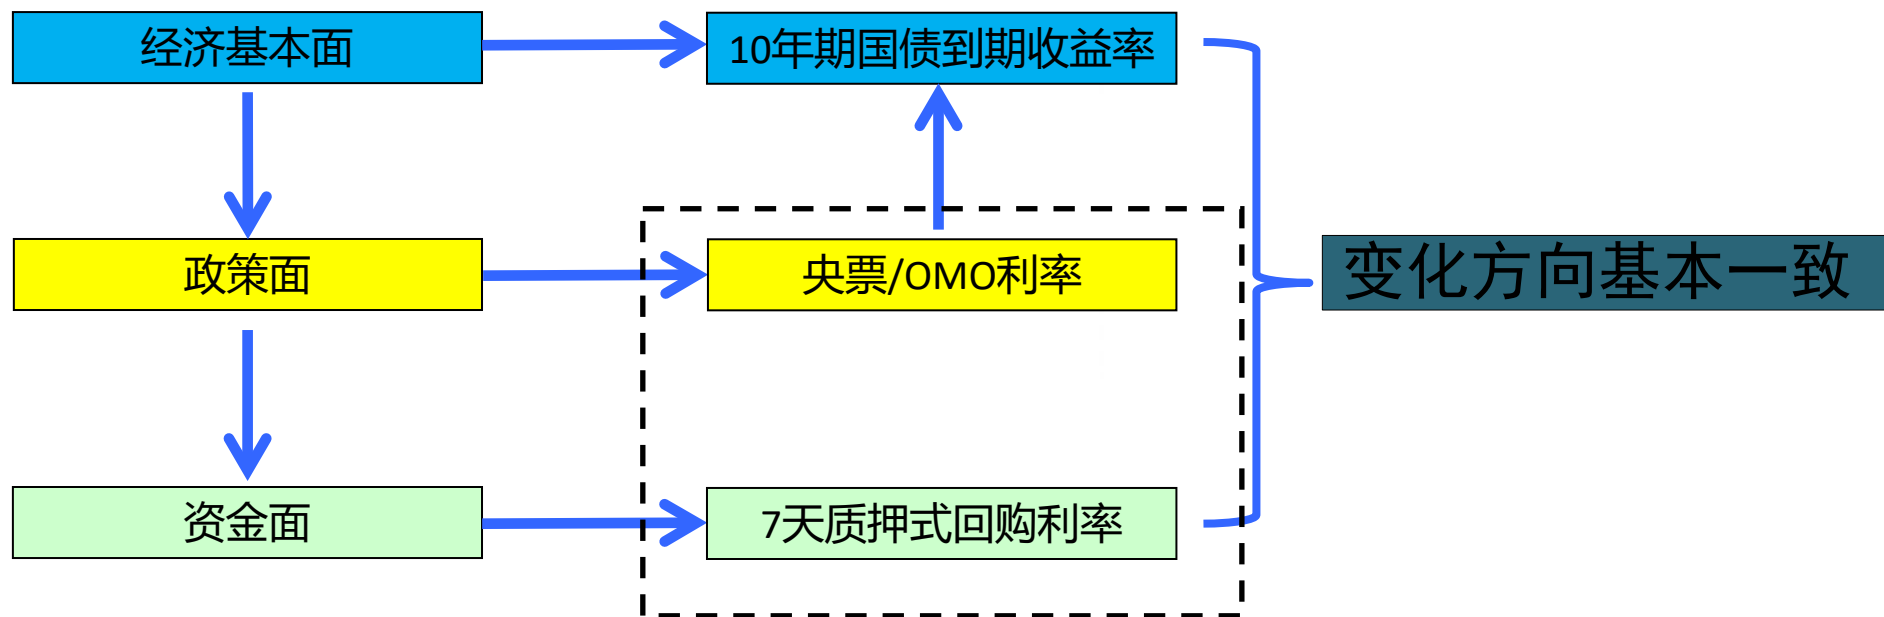 经济基本面
10年期国债到期收益率
政策面
央票/OMO利率
变化方向基本一致
资金面
7天质押式回购利率